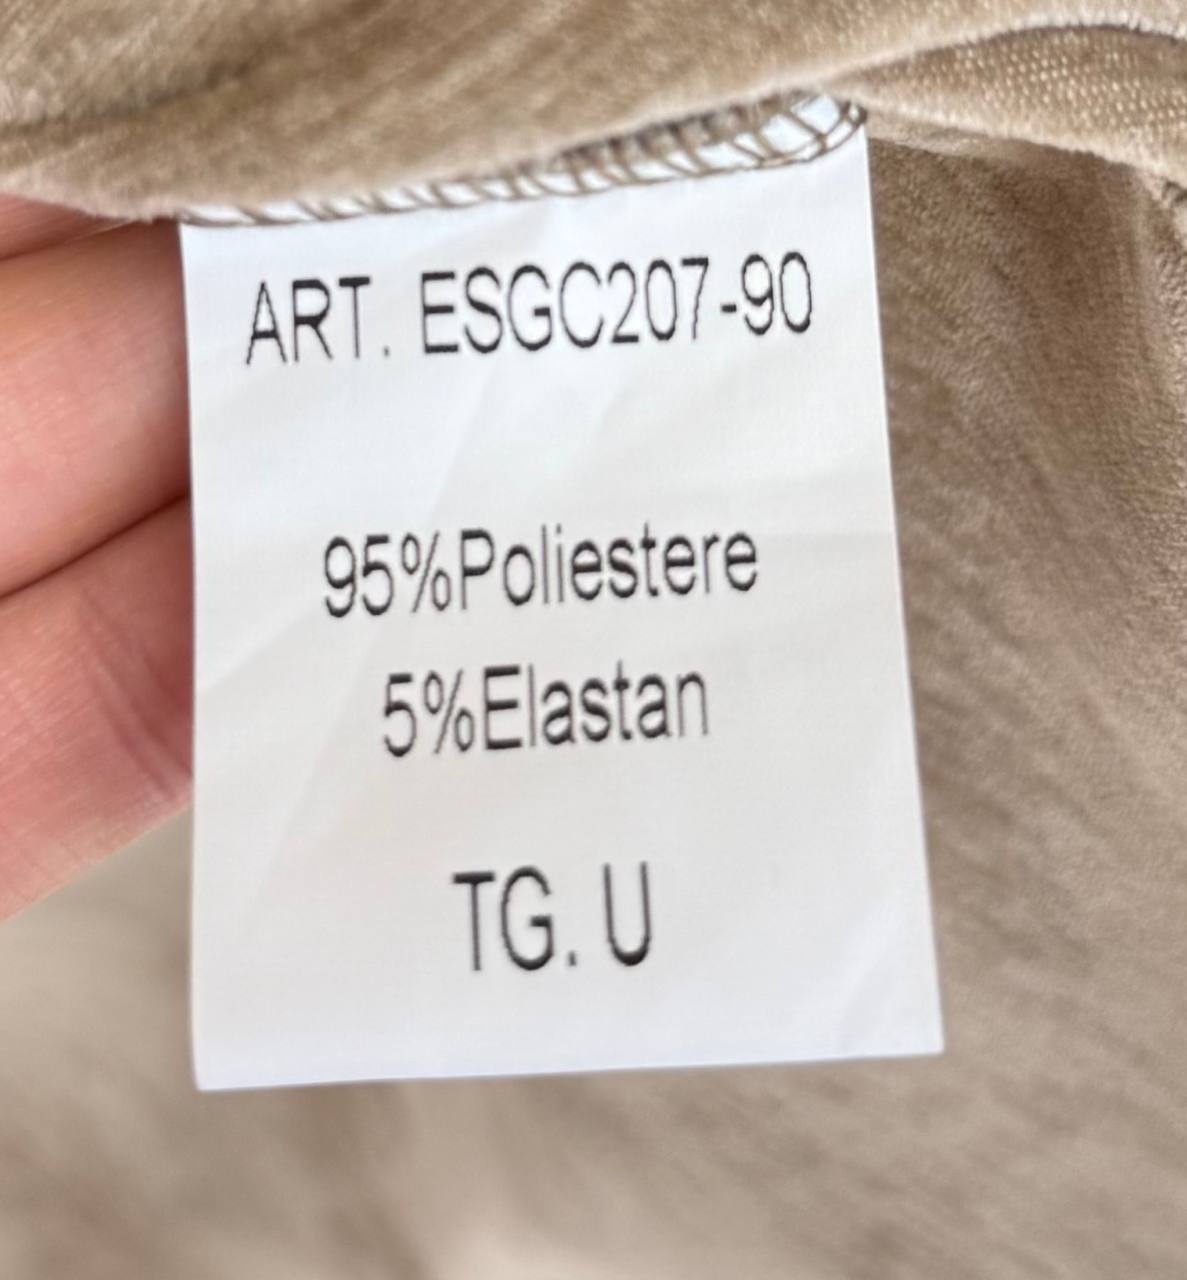 ART. ESGC207-90
95%Poliestere
5%Elastan
TG. U